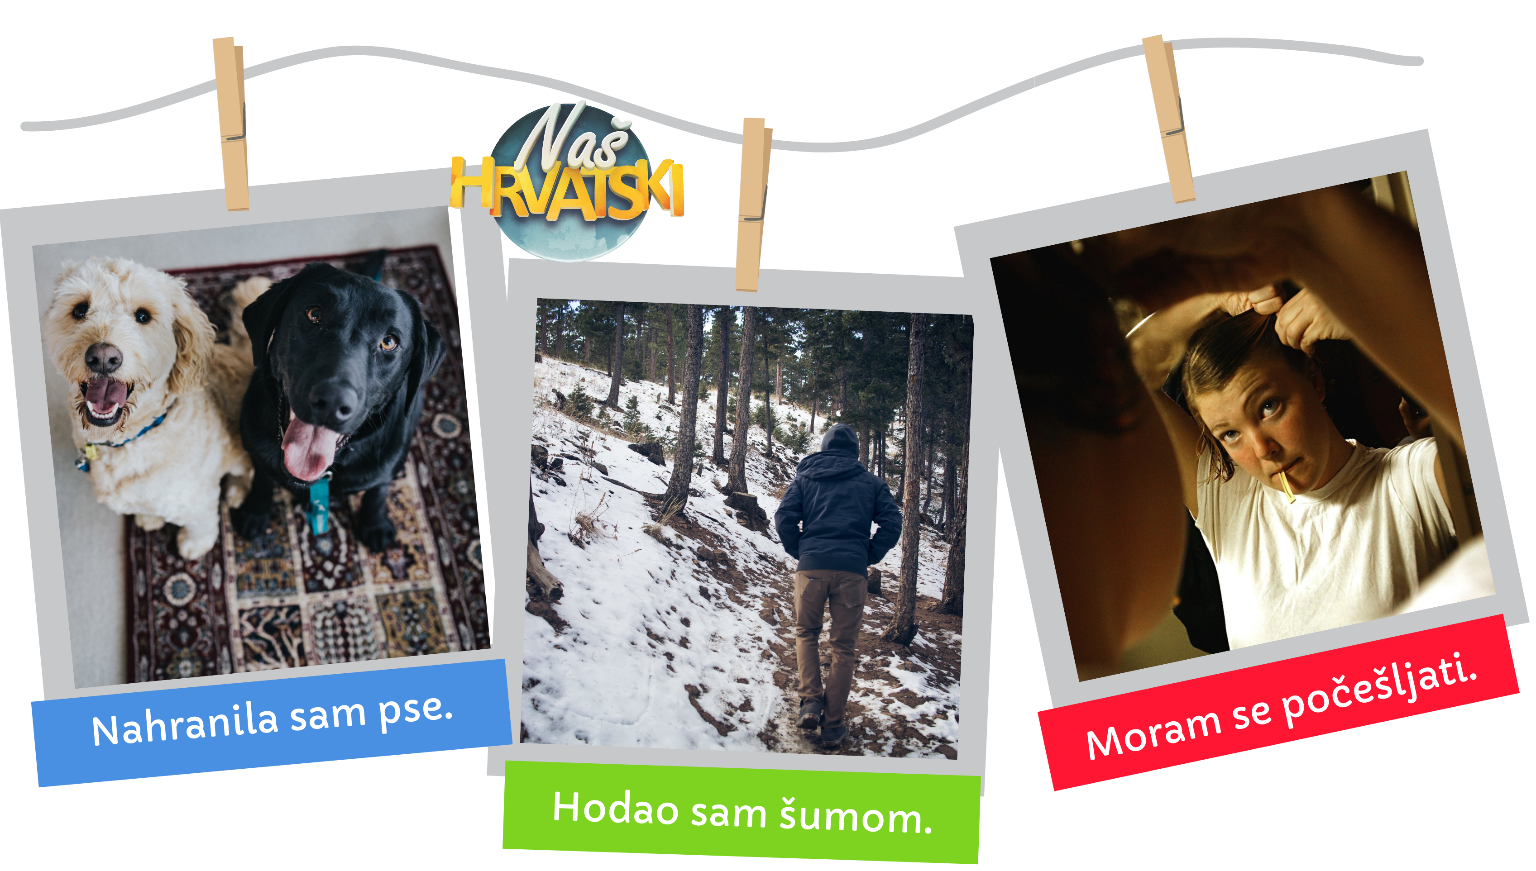 Naš
HRVATSKI
Nahranila sam pse.
Hodao sam šumom.
Moram se počešljati.